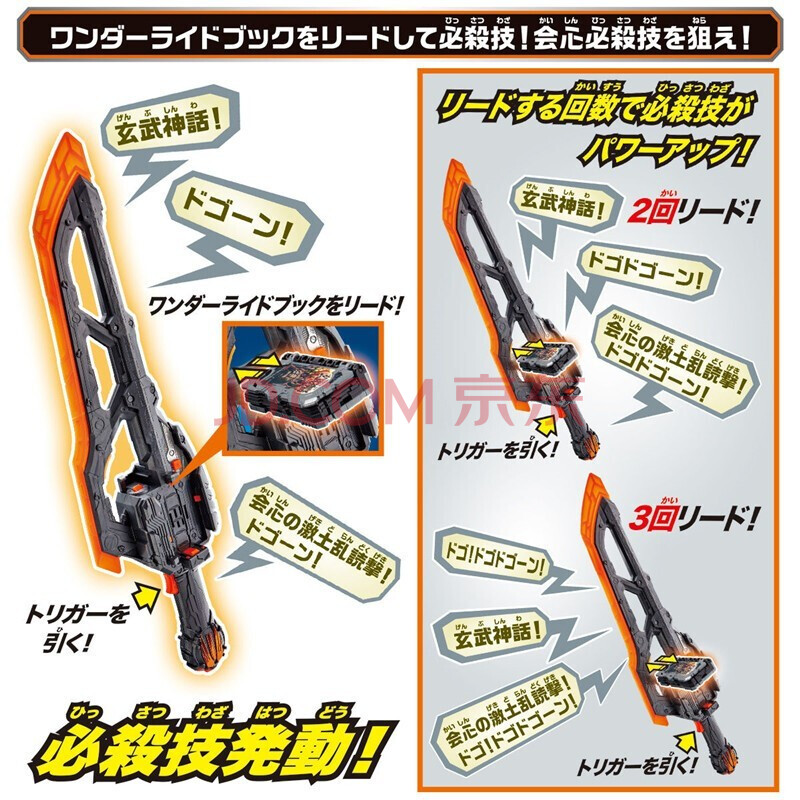 ワンダーライドブックをリードして必殺技！会心必殺技を狙え！
玄武神話！
ドゴーン！
ワンダーライドブックをリード！
会心の激土乱読撃！
ドゴーン！
トリガーを
引く！
必殺技発動！
リードする回数で必殺技が
パワーアップ！
玄武神話！
2回リード！
ドゴドゴーン！
会心の激土乱読撃！
ドゴドゴーン！
トリガーを引く！
3回リード！
ドゴ！ドゴドゴーン！
玄武神話！
会心の激土乱読撃！
ドゴ！ドゴドゴーン！
トリガーを引く！
JD.COM 京东